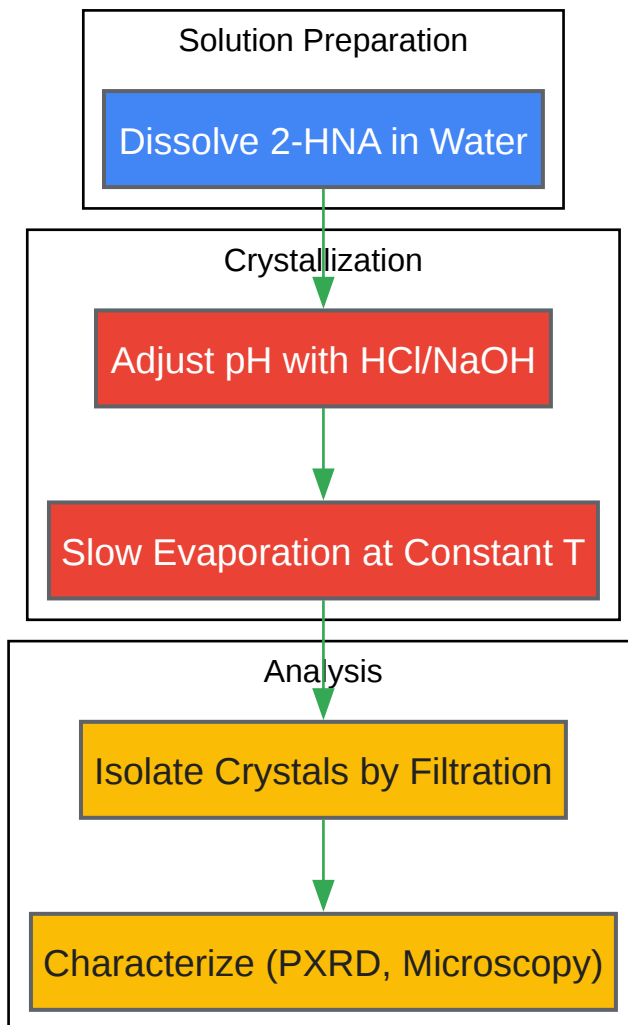 Solution Preparation
Dissolve 2-HNA in Water
Crystallization
Adjust pH with HCl/NaOH
Slow Evaporation at Constant T
Analysis
Isolate Crystals by Filtration
Characterize (PXRD, Microscopy)